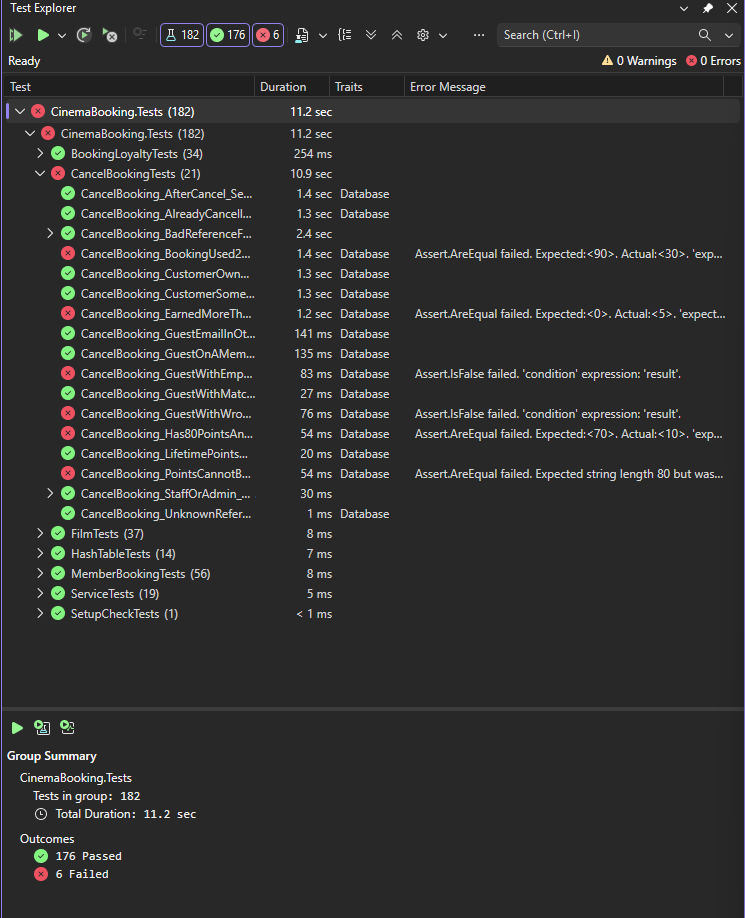 Test Explorer
182 176 6 Search (Ctrl+I)
Ready 0 Warnings 0 Errors
Test Duration Traits Error Message
CinemaBooking.Tests (182) 11.2 sec
CinemaBooking.Tests (182) 11.2 sec
BookingLoyaltyTests (34) 254 ms
CancelBookingTests (21) 10.9 sec
CancelBooking_AfterCancel_Se... 1.4 sec Database
CancelBooking_AlreadyCancell... 1.3 sec Database
CancelBooking_BadReferenceF... 2.4 sec
CancelBooking_BookingUsed2... 1.4 sec Database Assert.AreEqual failed. Expected:<90>. Actual:<30>. 'exp...
CancelBooking_CustomerOwn... 1.3 sec Database
CancelBooking_CustomerSome... 1.3 sec Database
CancelBooking_EarnedMoreTh... 1.2 sec Database Assert.AreEqual failed. Expected:<0>. Actual:<5>. 'expect...
CancelBooking_GuestEmailInOt... 141 ms Database
CancelBooking_GuestOnAMem... 135 ms Database
CancelBooking_GuestWithEmp... 83 ms Database Assert.IsFalse failed. 'condition' expression: 'result'.
CancelBooking_GuestWithMatc... 27 ms Database
CancelBooking_GuestWithWro... 76 ms Database Assert.IsFalse failed. 'condition' expression: 'result'.
CancelBooking_Has80PointsAn... 54 ms Database Assert.AreEqual failed. Expected:<70>. Actual:<10>. 'exp...
CancelBooking_LifetimePoints... 20 ms Database
CancelBooking_PointsCannotB... 54 ms Database Assert.AreEqual failed. Expected string length 80 but was...
CancelBooking_StaffOrAdmin_... 30 ms
CancelBooking_UnknownRefer... 1 ms Database
FilmTests (37) 8 ms
HashTableTests (14) 7 ms
MemberBookingTests (56) 8 ms
ServiceTests (19) 5 ms
SetupCheckTests (1) < 1 ms
Group Summary
CinemaBooking.Tests
Tests in group: 182
Total Duration: 11.2 sec
Outcomes
176 Passed
6 Failed